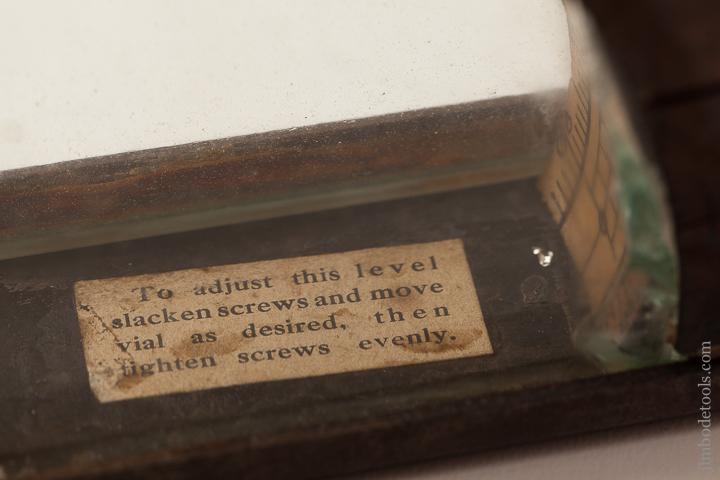 To adjust this level
slacken screws and move
vial as desired, then
tighten screws evenly.
jimbodetools.com